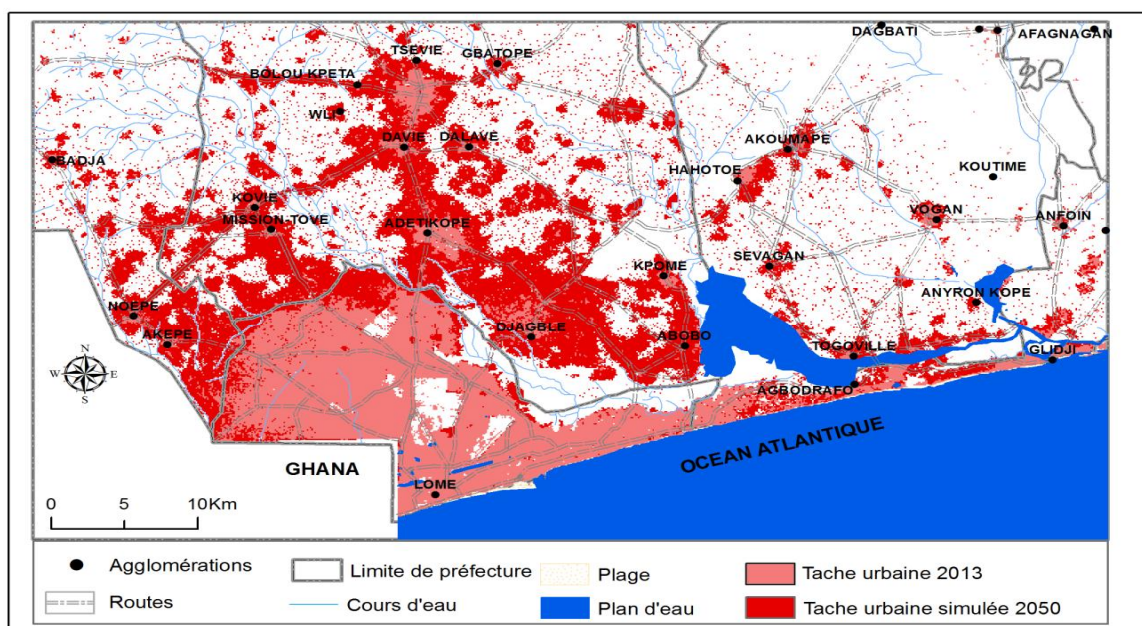 DAGBATI
AFAGNAGAN
TSEVIE
GBATOPE
BOLOU KPETA
WLI
DAVIE
DALAVE
AKOUMAPE
BADJA
HAHOTOE
KOUTIME
KOVIE
MISSION-TOVE
ADETIKOPE
VOGAN
ANFOIN
SEVAGAN
KPOME
NOEPE
ANYRON KOPE
AKEPE
DJAGBLE
ABOBO
TOGOVILLE
GLIDJI
N
W E
S
AGBODRAFO
OCEAN ATLANTIQUE
GHANA
LOME
0 5 10Km
Agglomérations
Limite de préfecture
Plage
Tache urbaine 2013
Routes
Cours d'eau
Plan d'eau
Tache urbaine simulée 2050